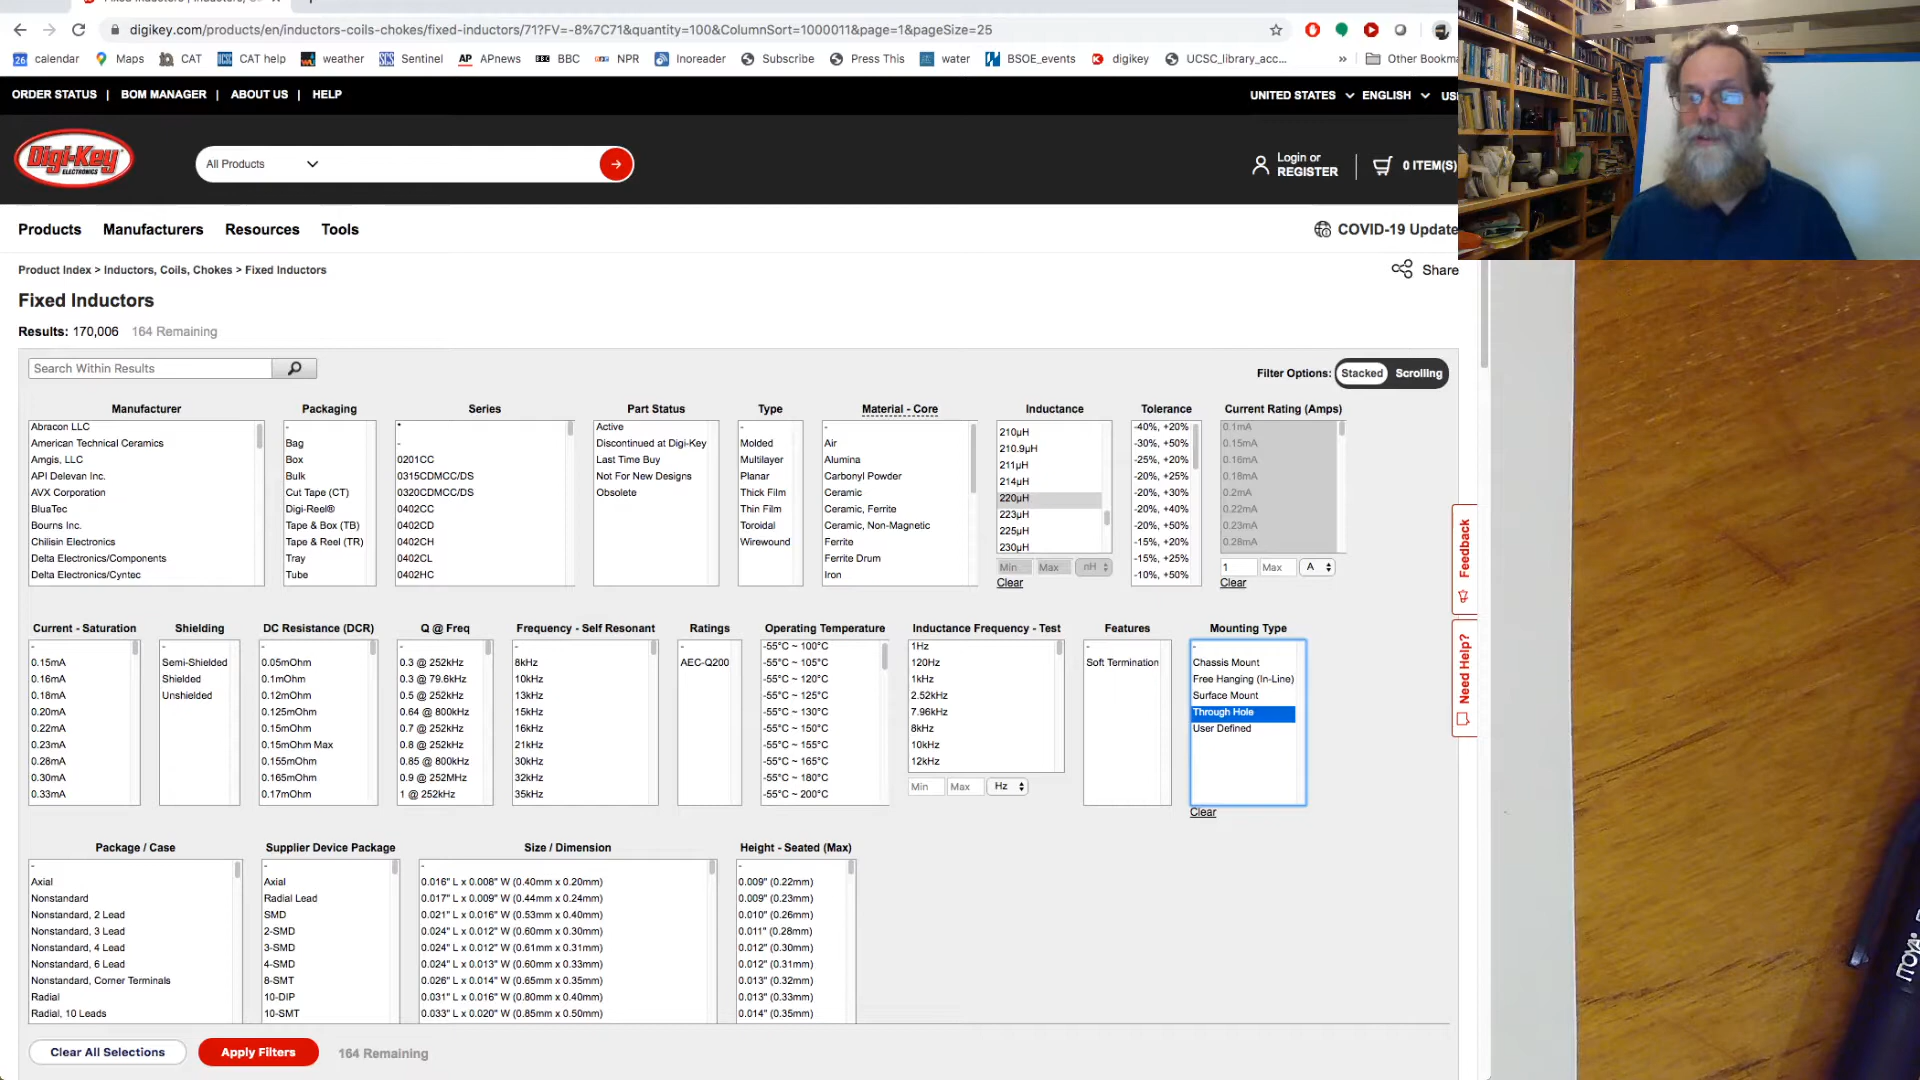 Fixed Inductors | Inductors, C
digikey.com/products/en/inductors-coils-chokes/fixed-inductors/71?FV=-8%7C71&quantity=100&ColumnSort=1000011&page=1&pageSize=25
calendar Maps CAT CAT help weather Sentinel APnews BBC NPR Inoreader Subscribe Press This water BSOE_events digikey UCSC_library_acc... » Other Bookma
ORDER STATUS | BOM MANAGER | ABOUT US | HELP
UNITED STATES ENGLISH US
Digi-Key
ELECTRONICS
All Products
Login or
REGISTER
0 ITEM(S)
Products Manufacturers Resources Tools
COVID-19 Update
Product Index > Inductors, Coils, Chokes > Fixed Inductors
Share
Fixed Inductors
Results: 170,006 164 Remaining
Search Within Results
Filter Options: Stacked Scrolling
Manufacturer
Abracon LLC
American Technical Ceramics
Amgis, LLC
API Delevan Inc.
AVX Corporation
BluaTec
Bourns Inc.
Chilisin Electronics
Delta Electronics/Components
Delta Electronics/Cyntec
Packaging
-
Bag
Box
Bulk
Cut Tape (CT)
Digi-Reel®
Tape & Box (TB)
Tape & Reel (TR)
Tray
Tube
Series
*
-
0201CC
0315CDMCC/DS
0320CDMCC/DS
0402CC
0402CD
0402CH
0402CL
0402HC
Part Status
Active
Discontinued at Digi-Key
Last Time Buy
Not For New Designs
Obsolete
Type
-
Molded
Multilayer
Planar
Thick Film
Thin Film
Toroidal
Wirewound
Material - Core
-
Air
Alumina
Carbonyl Powder
Ceramic
Ceramic, Ferrite
Ceramic, Non-Magnetic
Ferrite
Ferrite Drum
Iron
Inductance
210µH
210.9µH
211µH
214µH
220µH
223µH
225µH
230µH
Min Max nH
Clear
Tolerance
-40%, +20%
-30%, +50%
-25%, +20%
-20%, +25%
-20%, +30%
-20%, +40%
-20%, +50%
-15%, +20%
-15%, +25%
-10%, +50%
Current Rating (Amps)
0.1mA
0.15mA
0.16mA
0.18mA
0.2mA
0.22mA
0.23mA
0.28mA
1 Max A
Clear
Feedback
Need Help?
Current - Saturation
-
0.15mA
0.16mA
0.18mA
0.20mA
0.22mA
0.23mA
0.28mA
0.30mA
0.33mA
Shielding
-
Semi-Shielded
Shielded
Unshielded
DC Resistance (DCR)
-
0.05mOhm
0.1mOhm
0.12mOhm
0.125mOhm
0.15mOhm
0.15mOhm Max
0.155mOhm
0.165mOhm
0.17mOhm
Q @ Freq
-
0.3 @ 252kHz
0.3 @ 79.6kHz
0.5 @ 252kHz
0.64 @ 800kHz
0.7 @ 252kHz
0.8 @ 252kHz
0.85 @ 800kHz
0.9 @ 252MHz
1 @ 252kHz
Frequency - Self Resonant
-
8kHz
10kHz
13kHz
15kHz
16kHz
21kHz
30kHz
32kHz
35kHz
Ratings
-
AEC-Q200
Operating Temperature
-55°C ~ 100°C
-55°C ~ 105°C
-55°C ~ 120°C
-55°C ~ 125°C
-55°C ~ 130°C
-55°C ~ 150°C
-55°C ~ 155°C
-55°C ~ 165°C
-55°C ~ 180°C
-55°C ~ 200°C
Inductance Frequency - Test
1Hz
120Hz
1kHz
2.52kHz
7.96kHz
8kHz
10kHz
12kHz
Min Max Hz
Features
-
Soft Termination
Mounting Type
-
Chassis Mount
Free Hanging (In-Line)
Surface Mount
Through Hole
User Defined
Clear
Package / Case
-
Axial
Nonstandard
Nonstandard, 2 Lead
Nonstandard, 3 Lead
Nonstandard, 4 Lead
Nonstandard, 6 Lead
Nonstandard, Corner Terminals
Radial
Radial, 10 Leads
Supplier Device Package
-
Axial
Radial Lead
SMD
2-SMD
3-SMD
4-SMD
8-SMT
10-DIP
10-SMT
Size / Dimension
-
0.016" L x 0.008" W (0.40mm x 0.20mm)
0.017" L x 0.009" W (0.44mm x 0.24mm)
0.021" L x 0.016" W (0.53mm x 0.40mm)
0.024" L x 0.012" W (0.60mm x 0.30mm)
0.024" L x 0.012" W (0.61mm x 0.31mm)
0.024" L x 0.013" W (0.60mm x 0.33mm)
0.026" L x 0.014" W (0.65mm x 0.35mm)
0.031" L x 0.016" W (0.80mm x 0.40mm)
0.033" L x 0.020" W (0.85mm x 0.50mm)
Height - Seated (Max)
-
0.009" (0.22mm)
0.009" (0.23mm)
0.010" (0.26mm)
0.011" (0.28mm)
0.012" (0.30mm)
0.012" (0.31mm)
0.013" (0.32mm)
0.013" (0.33mm)
0.014" (0.35mm)
Clear All Selections Apply Filters 164 Remaining
ITOYA